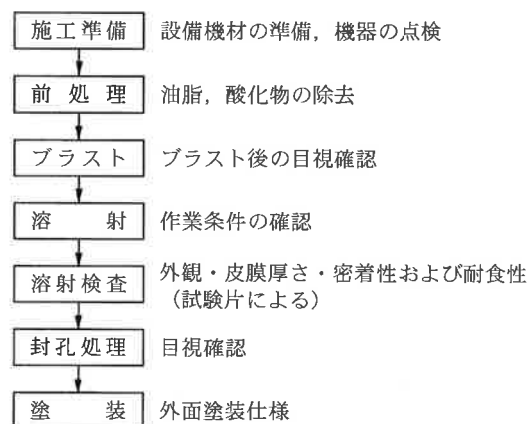 施工準備 設備機材の準備，機器の点検
前処理 油脂，酸化物の除去
ブラスト ブラスト後の目視確認
溶射 作業条件の確認
溶射検査 外観・皮膜厚さ・密着性および耐食性
（試験片による）
封孔処理 目視確認
塗装 外面塗装仕様